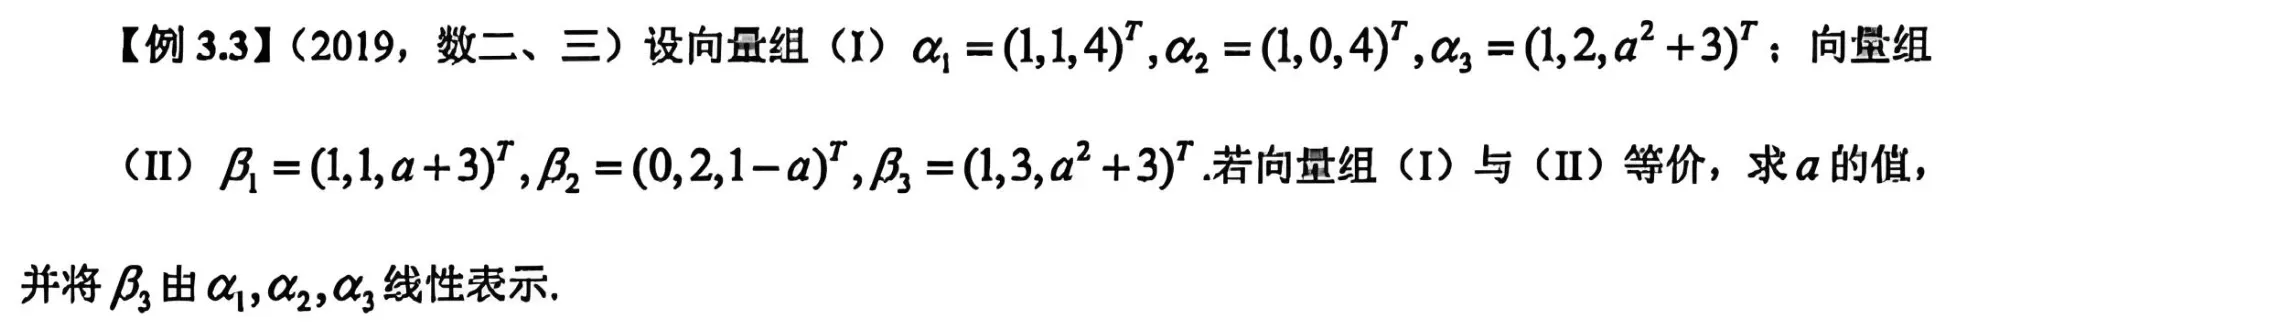 【例 3.3】（2019，数二、三）设向量组（I）α₁ = (1,1,4)ᵀ, α₂ = (1,0,4)ᵀ, α₃ = (1,2,a² + 3)ᵀ；向量组
（II）β₁ = (1,1,a + 3)ᵀ, β₂ = (0,2,1 − a)ᵀ, β₃ = (1,3,a² + 3)ᵀ.若向量组（I）与（II）等价，求 a 的值，
并将 β₃ 由 α₁, α₂, α₃ 线性表示.